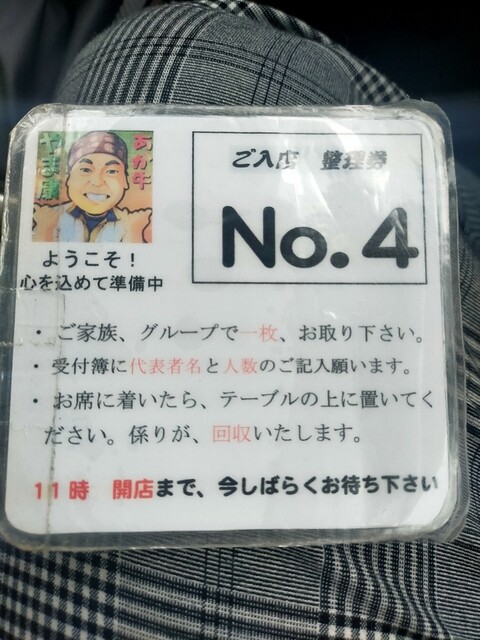 あか牛
やま康
ようこそ!
心を込めて準備中
ご入店 整理券
No.4
・ご家族、グループで一枚、お取り下さい。
・受付簿に代表者名と人数のご記入願います。
・お席に着いたら、テーブルの上に置いてく
ださい。係りが、回収いたします。
11時 開店まで、今しばらくお待ち下さい